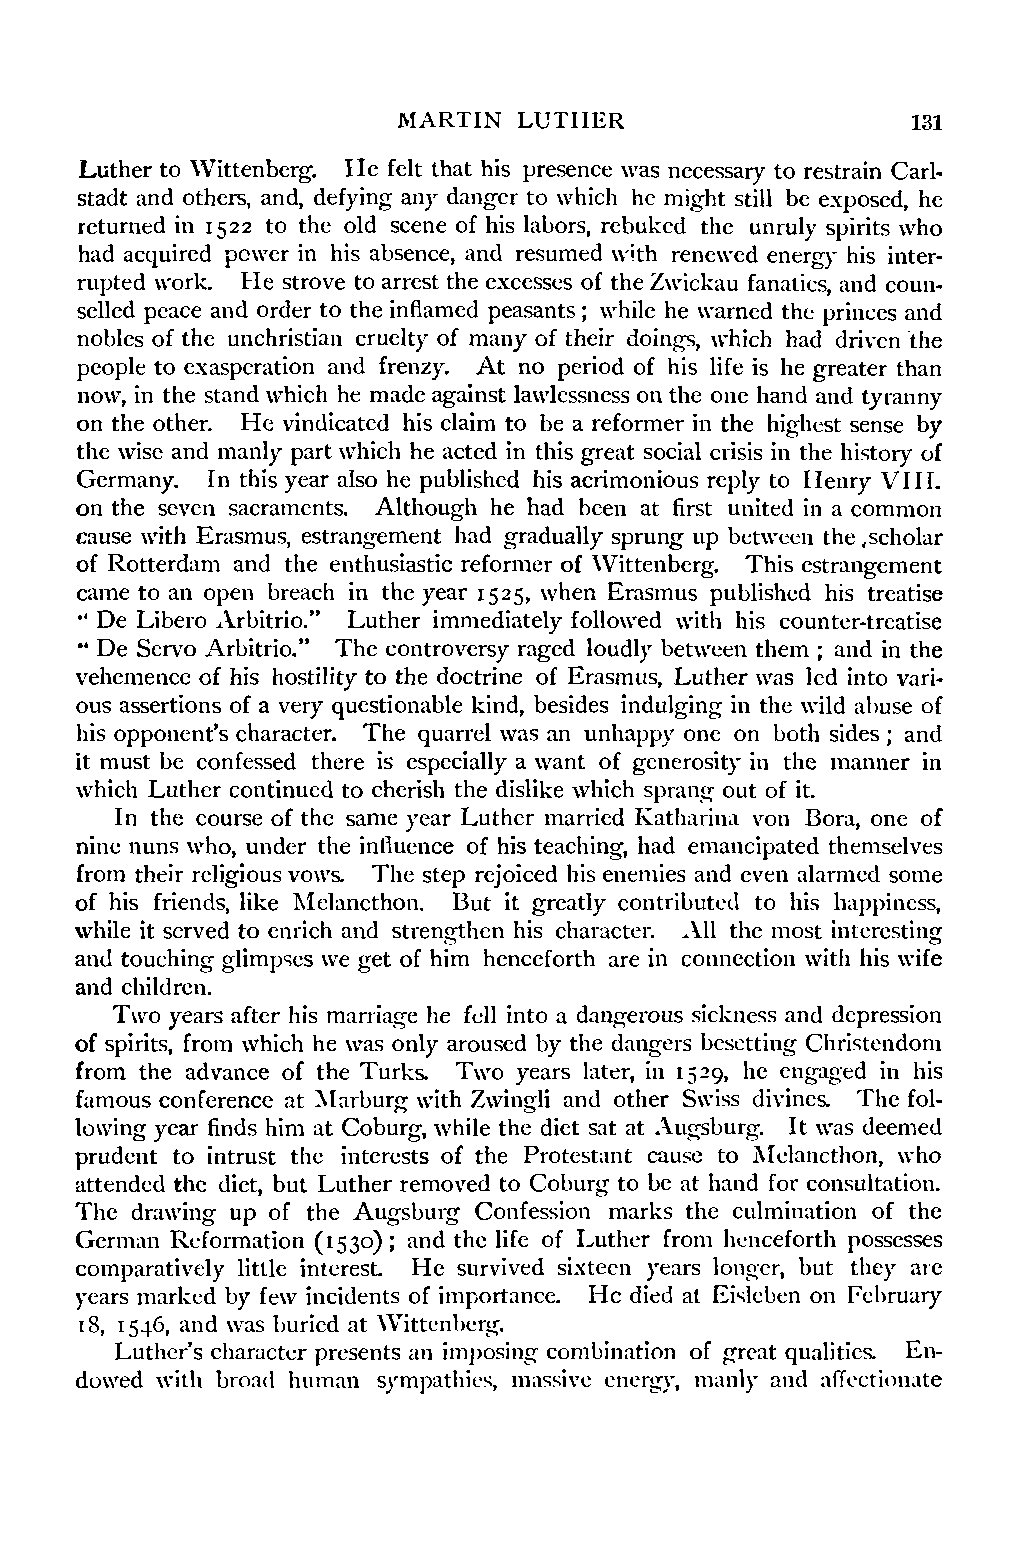 MARTIN LUTHER 131
Luther to Wittenberg. He felt that his presence was necessary to restrain Carl-
stadt and others, and, defying any danger to which he might still be exposed, he
returned in 1522 to the old scene of his labors, rebuked the unruly spirits who
had acquired power in his absence, and resumed with renewed energy his inter-
rupted work. He strove to arrest the excesses of the Zwickau fanatics, and coun-
selled peace and order to the inflamed peasants; while he warned the princes and
nobles of the unchristian cruelty of many of their doings, which had driven the
people to exasperation and frenzy. At no period of his life is he greater than
now, in the stand which he made against lawlessness on the one hand and tyranny
on the other. He vindicated his claim to be a reformer in the highest sense by
the wise and manly part which he acted in this great social crisis in the history of
Germany. In this year also he published his acrimonious reply to Henry VIII.
on the seven sacraments. Although he had been at first united in a common
cause with Erasmus, estrangement had gradually sprung up between the scholar
of Rotterdam and the enthusiastic reformer of Wittenberg. This estrangement
came to an open breach in the year 1525, when Erasmus published his treatise
"De Libero Arbitrio." Luther immediately followed with his counter-treatise
"De Servo Arbitrio." The controversy raged loudly between them; and in the
vehemence of his hostility to the doctrine of Erasmus, Luther was led into vari-
ous assertions of a very questionable kind, besides indulging in the wild abuse of
his opponent's character. The quarrel was an unhappy one on both sides; and
it must be confessed there is especially a want of generosity in the manner in
which Luther continued to cherish the dislike which sprang out of it.
In the course of the same year Luther married Katharina von Bora, one of
nine nuns who, under the influence of his teaching, had emancipated themselves
from their religious vows. The step rejoiced his enemies and even alarmed some
of his friends, like Melancthon. But it greatly contributed to his happiness,
while it served to enrich and strengthen his character. All the most interesting
and touching glimpses we get of him henceforth are in connection with his wife
and children.
Two years after his marriage he fell into a dangerous sickness and depression
of spirits, from which he was only aroused by the dangers besetting Christendom
from the advance of the Turks. Two years later, in 1529, he engaged in his
famous conference at Marburg with Zwingli and other Swiss divines. The fol-
lowing year finds him at Coburg, while the diet sat at Augsburg. It was deemed
prudent to intrust the interests of the Protestant cause to Melancthon, who
attended the diet, but Luther removed to Coburg to be at hand for consultation.
The drawing up of the Augsburg Confession marks the culmination of the
German Reformation (1530); and the life of Luther from henceforth possesses
comparatively little interest. He survived sixteen years longer, but they are
years marked by few incidents of importance. He died at Eisleben on February
18, 1546, and was buried at Wittenberg.
Luther's character presents an imposing combination of great qualities. En-
dowed with broad human sympathies, massive energy, manly and affectionate